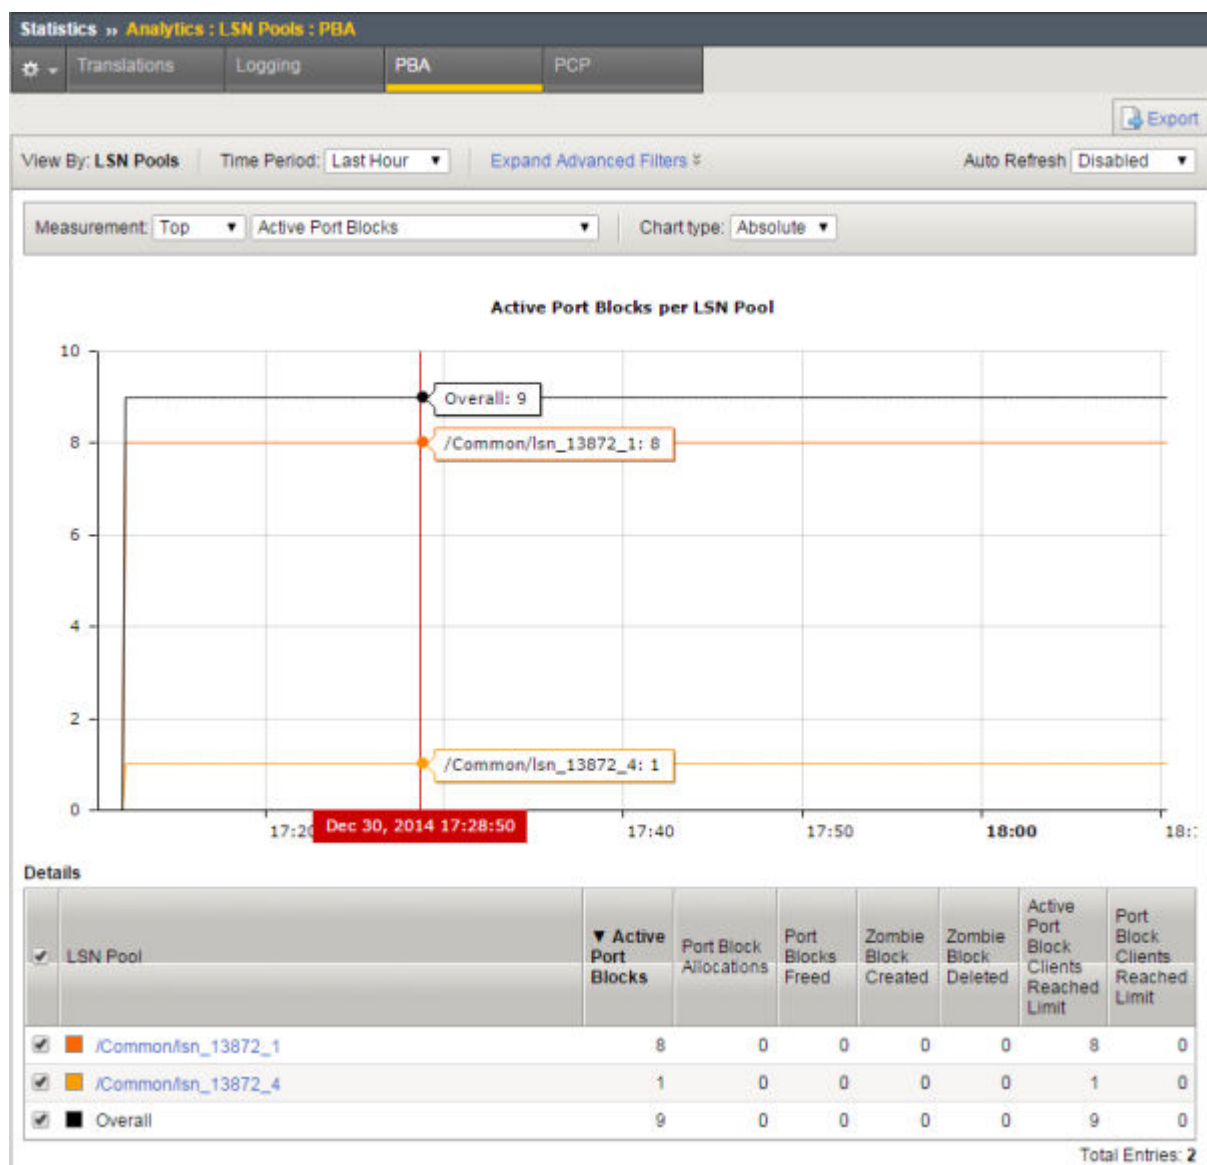 Statistics ›› Analytics : LSN Pools : PBA
Translations Logging PBA PCP
Export
View By: LSN Pools Time Period: Last Hour Expand Advanced Filters Auto Refresh Disabled
Measurement: Top Active Port Blocks Chart type: Absolute
Active Port Blocks per LSN Pool
10
Overall: 9
8
/Common/lsn_13872_1: 8
6
4
2
/Common/lsn_13872_4: 1
0
17:20 Dec 30, 2014 17:28:50 17:40 17:50 18:00 18:
Details
LSN Pool ▼ Active Port Blocks Port Block Allocations Port Blocks Freed Zombie Block Created Zombie Block Deleted Active Port Block Clients Reached Limit Port Block Clients Reached Limit
/Common/lsn_13872_1 8 0 0 0 0 8 0
/Common/lsn_13872_4 1 0 0 0 0 1 0
Overall 9 0 0 0 0 9 0
Total Entries: 2